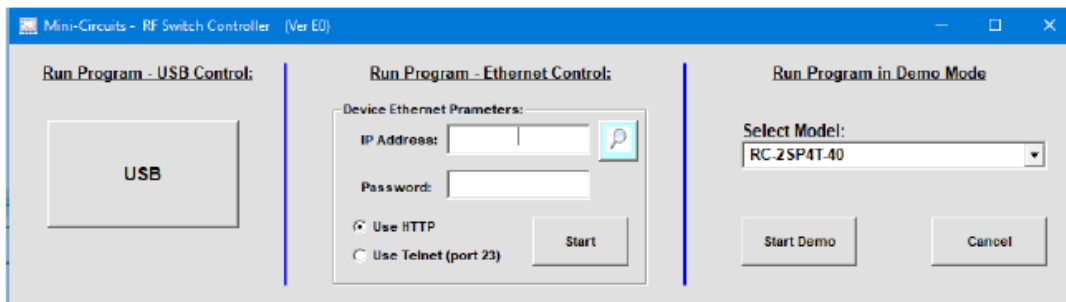 Mini-Circuits - RF Switch Controller (Ver E0)
Run Program - USB Control:
USB
Run Program - Ethernet Control:
Device Ethernet Prameters:
IP Address:
Password:
Use HTTP
Use Telnet (port 23)
Start
Run Program in Demo Mode
Select Model:
RC-2SP4T-40
Start Demo
Cancel